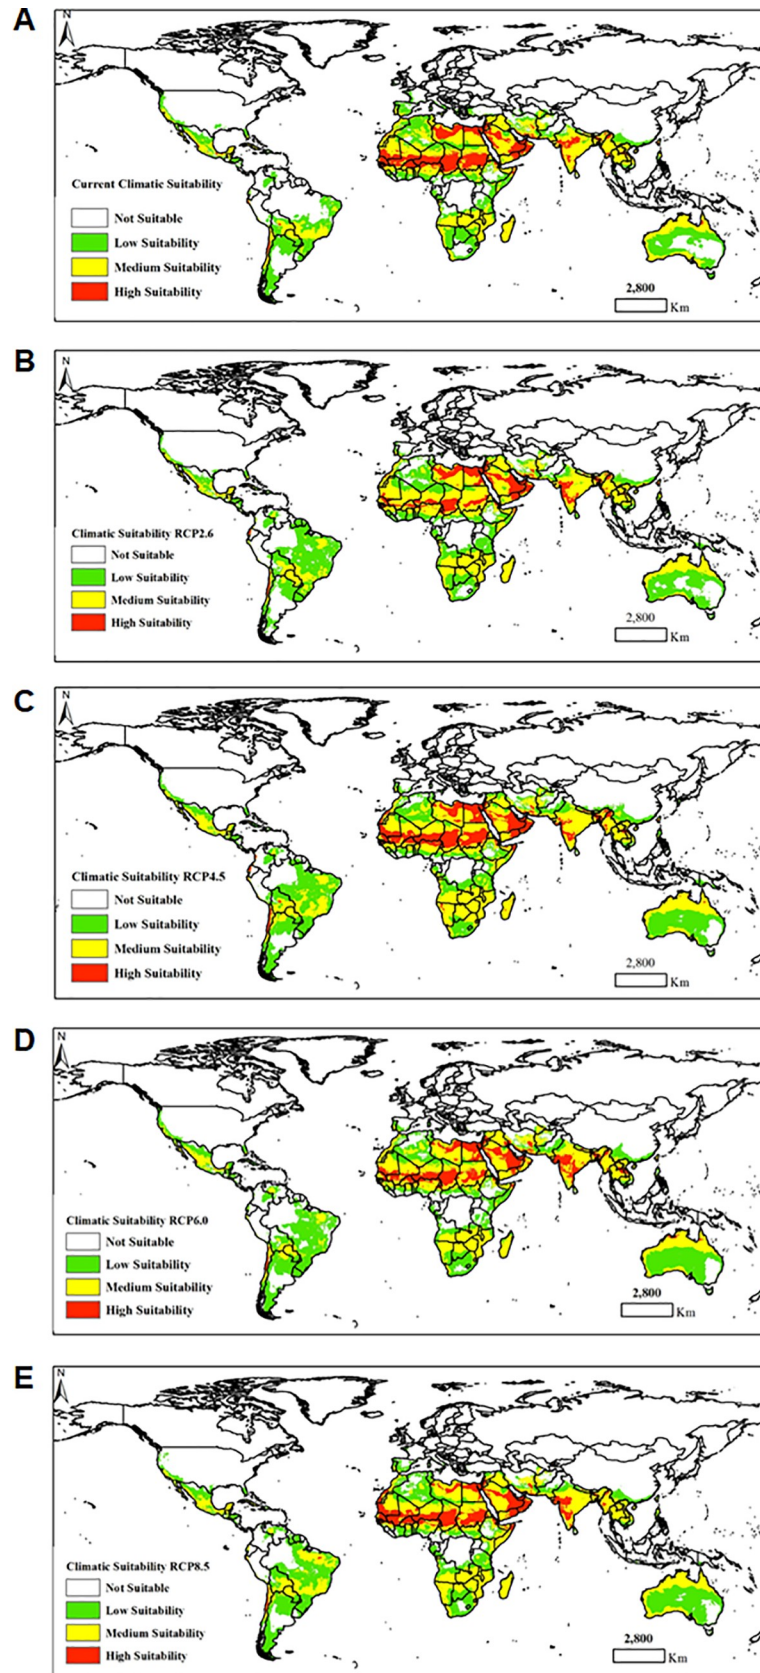 A
N
Current Climatic Suitability
Not Suitable
Low Suitability
Medium Suitability
High Suitability
2,800
Km
B
N
Climatic Suitability RCP2.6
Not Suitable
Low Suitability
Medium Suitability
High Suitability
2,800
Km
C
N
Climatic Suitability RCP4.5
Not Suitable
Low Suitability
Medium Suitability
High Suitability
2,800
Km
D
N
Climatic Suitability RCP6.0
Not Suitable
Low Suitability
Medium Suitability
High Suitability
2,800
Km
E
N
Climatic Suitability RCP8.5
Not Suitable
Low Suitability
Medium Suitability
High Suitability
2,800
Km